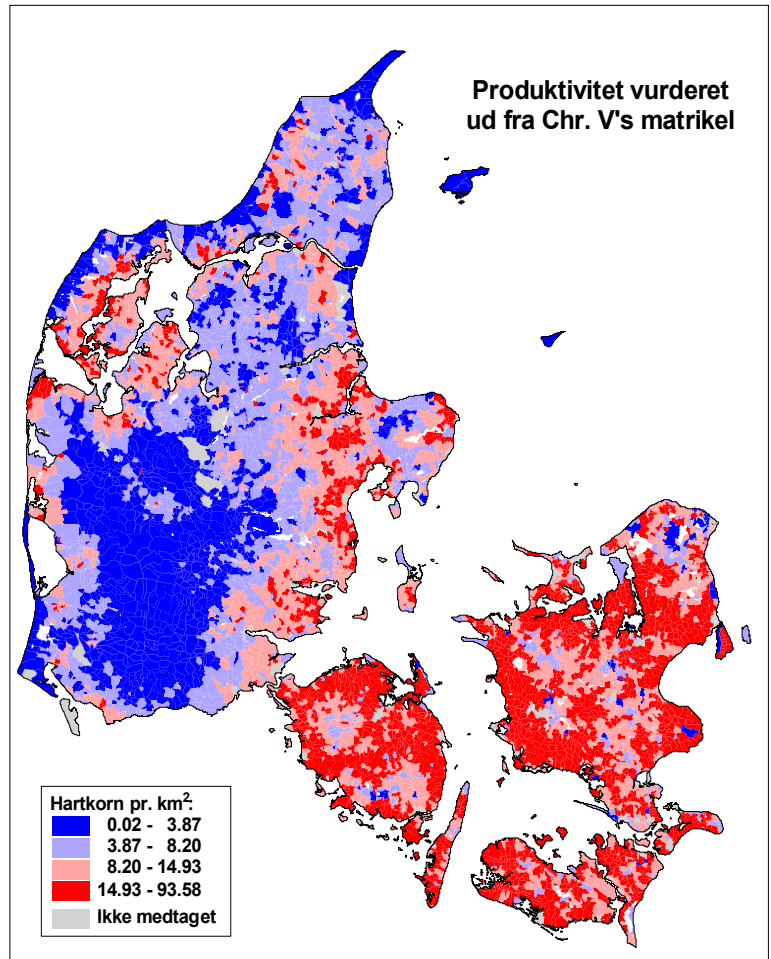 Produktivitet vurderet
ud fra Chr. V's matrikel
Hartkorn pr. km²:
0.02 - 3.87
3.87 - 8.20
8.20 - 14.93
14.93 - 93.58
Ikke medtaget